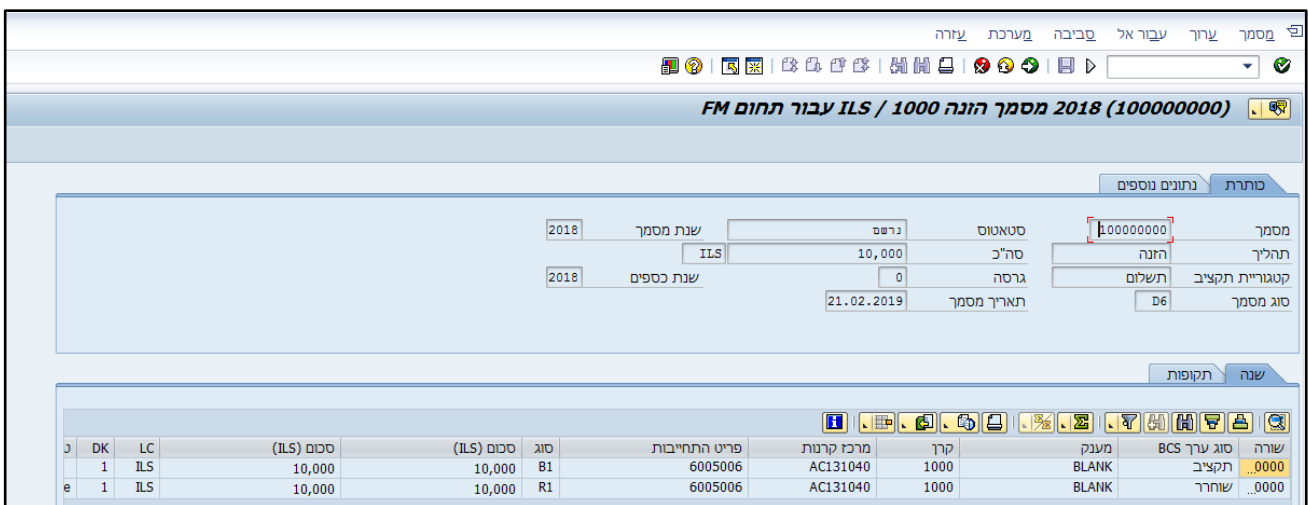 מסמך ערוך עבור אל סביבה מערכת עזרה
2018 (100000000) מסמך הזנה 1000 / ILS עבור תחום FM
כותרת נתונים נוספים
מסמך 100000000 סטאטוס נרשם שנת מסמך 2018
תהליך הזנה סה"כ 10,000 ILS
קטגוריית תקציב תשלום גרסה 0 שנת כספים 2018
סוג מסמך D6 תאריך מסמך 21.02.2019
שנה תקופות
שורה סוג ערך BCS מענק קרן מרכז קרנות פריט התחייבות סוג סכום (ILS) סכום (ILS) LC DK
0000... תקציב BLANK 1000 AC131040 6005006 B1 10,000 10,000 ILS 1
0000... שוחרר BLANK 1000 AC131040 6005006 R1 10,000 10,000 ILS 1 e